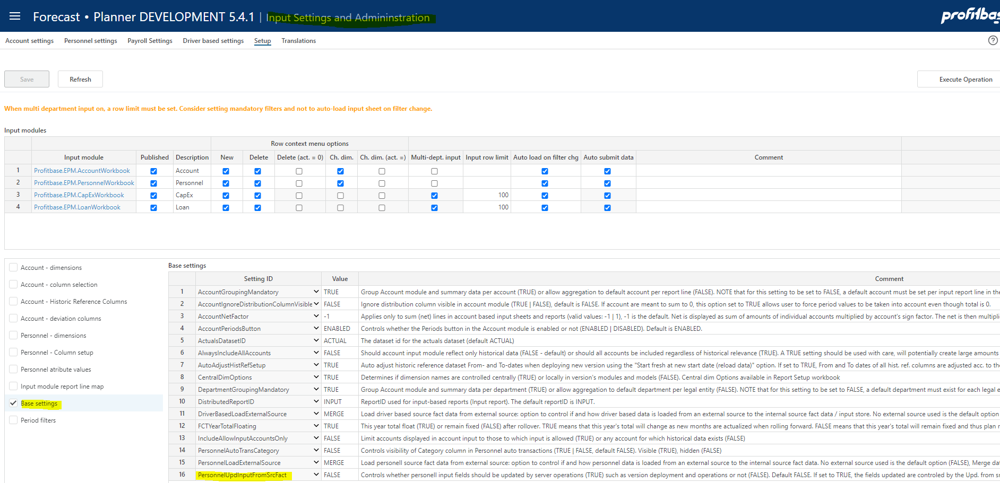 Forecast • Planner DEVELOPMENT 5.4.1 | Input Settings and Admininstration
profitbas
Account settings Personnel settings Payroll Settings Driver based settings Setup Translations ?
Save Refresh Execute Operation
When multi department input on, a row limit must be set. Consider setting mandatory filters and not to auto-load input sheet on filter change.
Input modules
Row context menu options
Input module Published Description New Delete Delete (act. = 0) Ch. dim. Ch. dim. (act. =) Multi-dept. input Input row limit Auto load on filter chg Auto submit data Comment
1 Profitbase.EPM.AccountWorkbook Account
2 Profitbase.EPM.PersonnelWorkbook Personnel
3 Profitbase.EPM.CapExWorkbook CapEx 100
4 Profitbase.EPM.LoanWorkbook Loan 100
Account - dimensions
Account - column selection
Account - Historic Reference Columns
Account - deviation columns
Personnel - dimensions
Personnel - Column setup
Personnel atribute values
Input module report line map
Base settings
Period filters
Base settings
Setting ID Value Comment
1 AccountGroupingMandatory TRUE Group Account module and summary data per account (TRUE) or allow aggregation to default account per report line (FALSE). NOTE that for this setting to be set to FALSE, a default account must be set per input report line in the
2 AccountIgnoreDistributionColumnVisible FALSE Ignore distribution column visible in account module (TRUE | FALSE), default is FALSE. If account are meant to sum to 0, this option set to TRUE allows user to force period values to be taken into account even though total is 0.
3 AccountNetFactor -1 Applies only to sum (net) lines in account based input sheets and reports (valid values: -1 | 1), -1 is the default. Net is displayed as sum of amounts of individual accounts multiplied by account's sign factor. The net is then multipli
4 AccountPeriodsButton ENABLED Controls whether the Periods button in the Account module is enabled or not (ENABLED | DISABLED). Default is ENABLED.
5 ActualsDatasetID ACTUAL The dataset id for the actuals dataset (default ACTUAL)
6 AlwaysIncludeAllAccounts FALSE Should account input module reflect only historical data (FALSE - default) or should all accounts be included regardless of historical relevance (TRUE). A TRUE setting should be used with care, will potentially create large amounts
7 AutoAdjustHistRefSetup TRUE Auto adjust historic reference dataset From- and To-dates when deploying new version using the "Start fresh at new start date (reload data)" option. If set to TRUE, From and To dates of all hist. ref. columns are adjusted acc. to the
8 CentralDimOptions TRUE Determines if dimension names are controlled centrally (TRUE) or locally in version's modules and models (FALSE). Central dim Options available in Report Setup workbook
9 DepartmentGroupingMandatory TRUE Group Account module and summary data per department (TRUE) or allow aggregation to default department per legal entity (FALSE). NOTE that for this setting to be set to FALSE, a default department must exist for each legal e
10 DistributedReportID INPUT ReportID used for input-based reports (Input report). The default reportID is INPUT.
11 DriverBasedLoadExternalSource MERGE Load driver based source fact data from external source: option to control if and how driver based data is loaded from an external source to the internal source fact data / input store. No external source used is the default option
12 FCTYearTotalFloating TRUE This year total float (TRUE) or remain fixed (FALSE) after rollover. TRUE means that this year's total will change as new months are actualized when rolling forward. FALSE means that this year's total will remain fixed and thus plan r
13 IncludeAllowInputAccountsOnly FALSE Limit accounts displayed in account input to those to which input is allowed (TRUE) or any account for which historical data exists (FALSE)
14 PersonnelAutoTransCategory FALSE Controls visibility of Category column in Personnel auto transactions (TRUE | FALSE, default FALSE). Visible (TRUE), hidden (FALSE)
15 PersonnelLoadExternalSource MERGE Load personell source fact data from external source: option to control if and how personnel data is loaded from an external source to the internal source fact data. No external source used is the default option (FALSE), Merge dat
16 PersonnelUpdInputFromSrcFact FALSE Controls whether personell input fields should be updated by server operations (TRUE) such as version deployment and operations or not (FALSE). Default FALSE. If set to TRUE, the fields updated are controled by the Upd. from sr